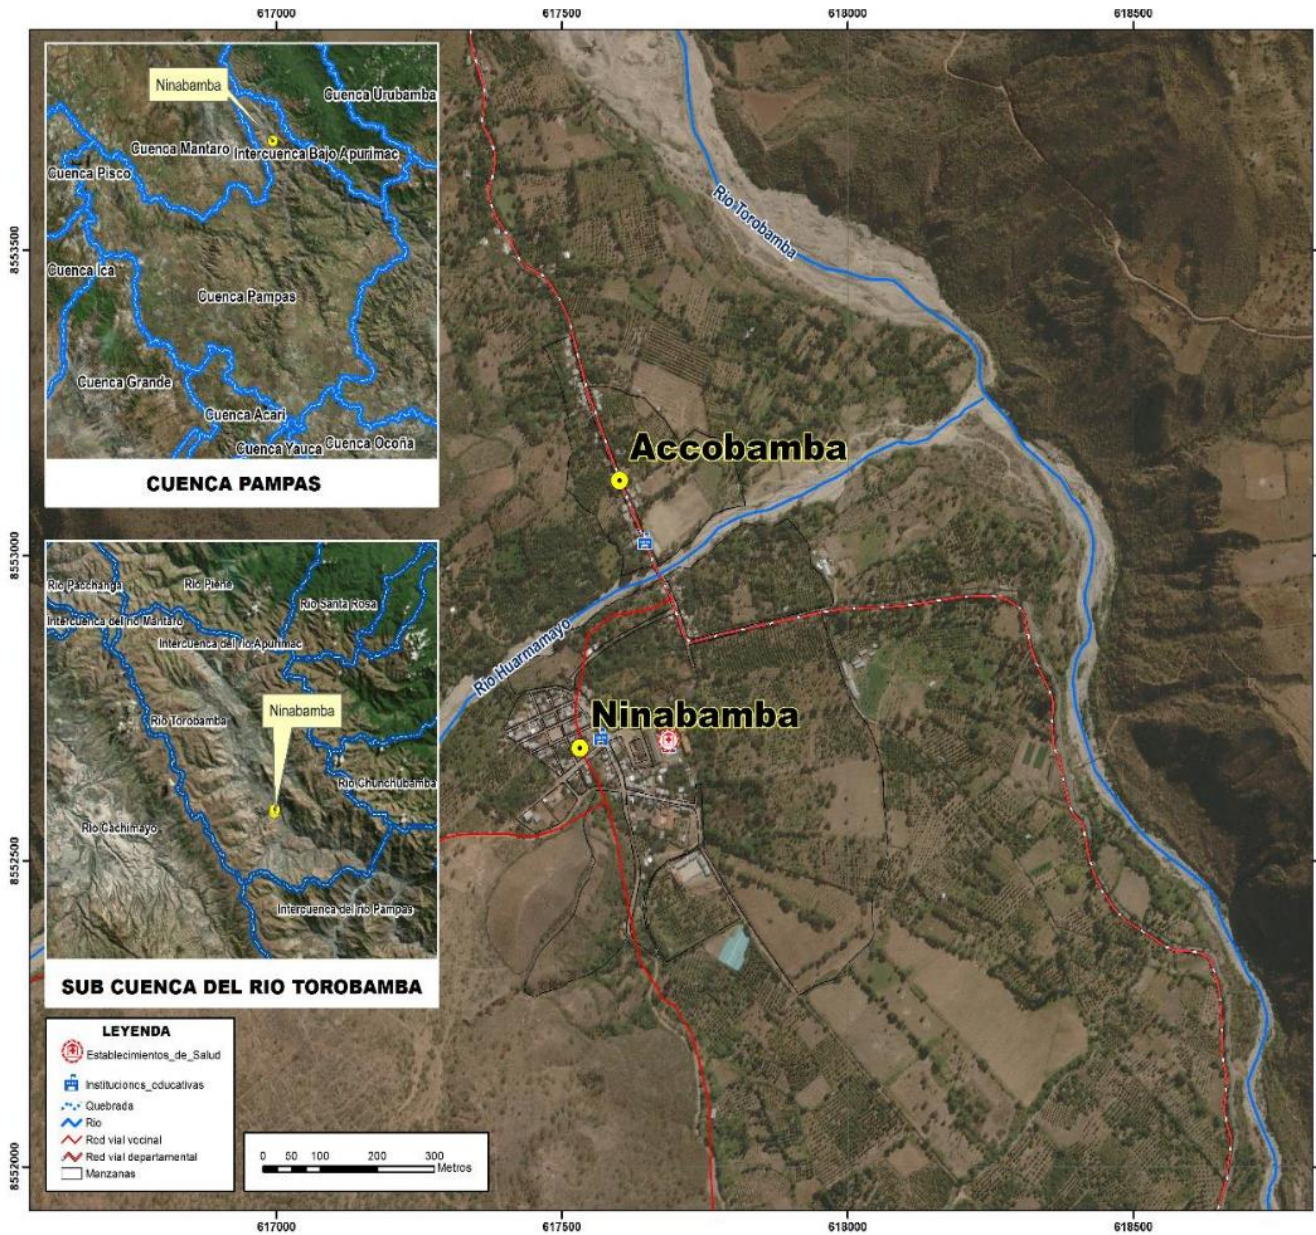 617000
617500
618000
618500
Ninabamba
Cuenca Urubamba
Cuenca Mantaro
Intercuenca Bajo Apurimac
Cuenca Pisco
Cuenca Ica
Cuenca Pampas
Cuenca Grande
Cuenca Acari
Cuenca Yauca
Cuenca Ocoña
CUENCA PAMPAS
Rio Torobamba
8553500
Accobamba
8553000
Rio Pacchanga
Rio Piene
Rio Santa Rosa
Intercuenca del rio Mantaro
Intercuenca del rio Apurimac
Rio Torobamba
Ninabamba
Rio Chunchubamba
Rio Cachimayo
Intercuenca del rio Pampas
SUB CUENCA DEL RIO TOROBAMBA
Rio Huarmamayo
Ninabamba
8552500
LEYENDA
Establecimientos_de_Salud
Instituciones_educativas
Quebrada
Rio
Red vial vecinal
Red vial departamental
Manzanas
0 50 100 200 300
Metros
8552000
617000
617500
618000
618500